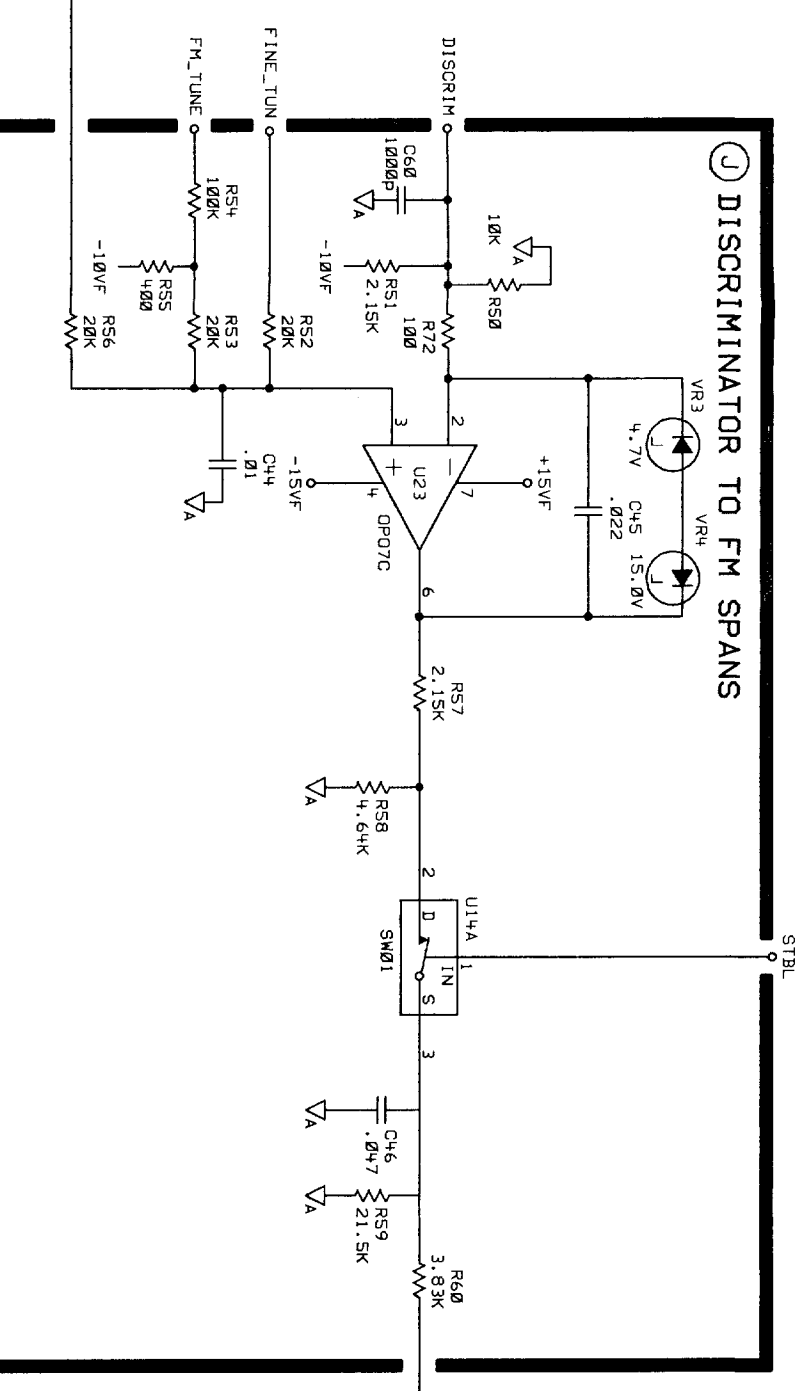 J DISCRIMINATOR TO FM SPANS
DISCRIM
FINE_TUN
FM_TUNE
STBL
C60
1000p
A
10K
A
R50
-10VF
R51
2.15K
R72
100
R54
100K
-10VF
R55
400
R53
20K
R52
20K
R56
20K
C44
.01
A
3
2
+
-
U23
4
7
-15VF
+15VF
OP07C
6
VR3
4.7V
VR4
15.0V
C45
.022
R57
2.15K
R58
4.64K
A
2
U14A
D
IN
1
S
SW01
3
C46
.047
A
R59
21.5K
A
R60
3.83K